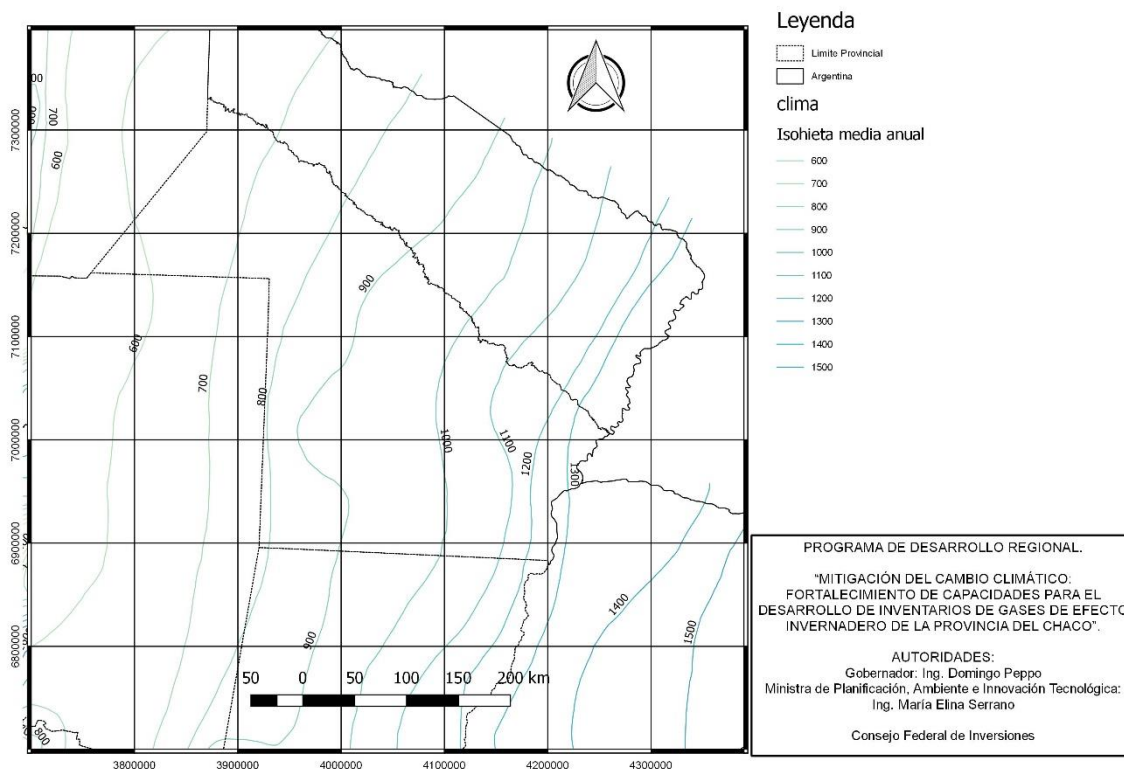 Leyenda
Limite Provincial
Argentina
clima
Isohieta media anual
600
700
800
900
1000
1100
1200
1300
1400
1500
7300000
7200000
7100000
7000000
6900000
6800000
700
600
900
600
700
800
1000
1100
1200
1300
900
1400
1500
800
50 0 50 100 150 200 km
3800000 3900000 4000000 4100000 4200000 4300000
PROGRAMA DE DESARROLLO REGIONAL.
"MITIGACIÓN DEL CAMBIO CLIMÁTICO:
FORTALECIMIENTO DE CAPACIDADES PARA EL
DESARROLLO DE INVENTARIOS DE GASES DE EFECTO
INVERNADERO DE LA PROVINCIA DEL CHACO".
AUTORIDADES:
Gobernador: Ing. Domingo Peppo
Ministra de Planificación, Ambiente e Innovación Tecnológica:
Ing. María Elina Serrano
Consejo Federal de Inversiones